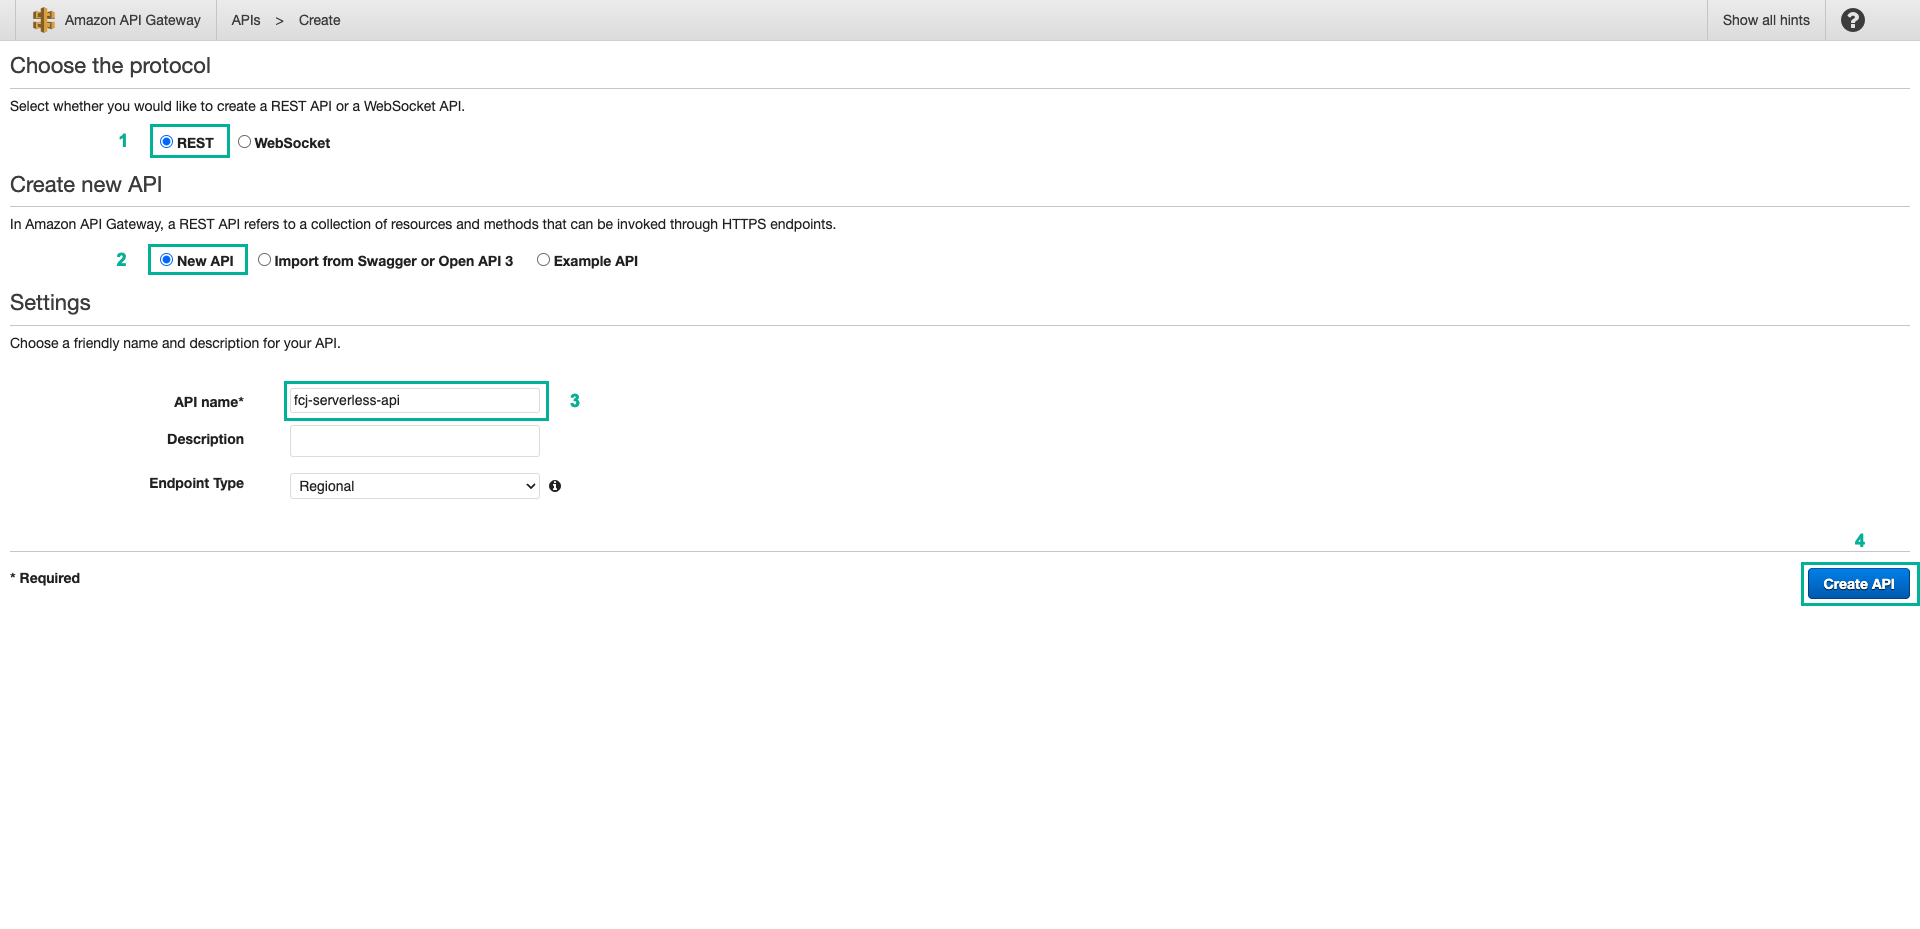 Amazon API Gateway APIs > Create Show all hints ?
Choose the protocol
Select whether you would like to create a REST API or a WebSocket API.
1 REST WebSocket
Create new API
In Amazon API Gateway, a REST API refers to a collection of resources and methods that can be invoked through HTTPS endpoints.
2 New API Import from Swagger or Open API 3 Example API
Settings
Choose a friendly name and description for your API.
API name* fcj-serverless-api 3
Description
Endpoint Type Regional
4
* Required Create API